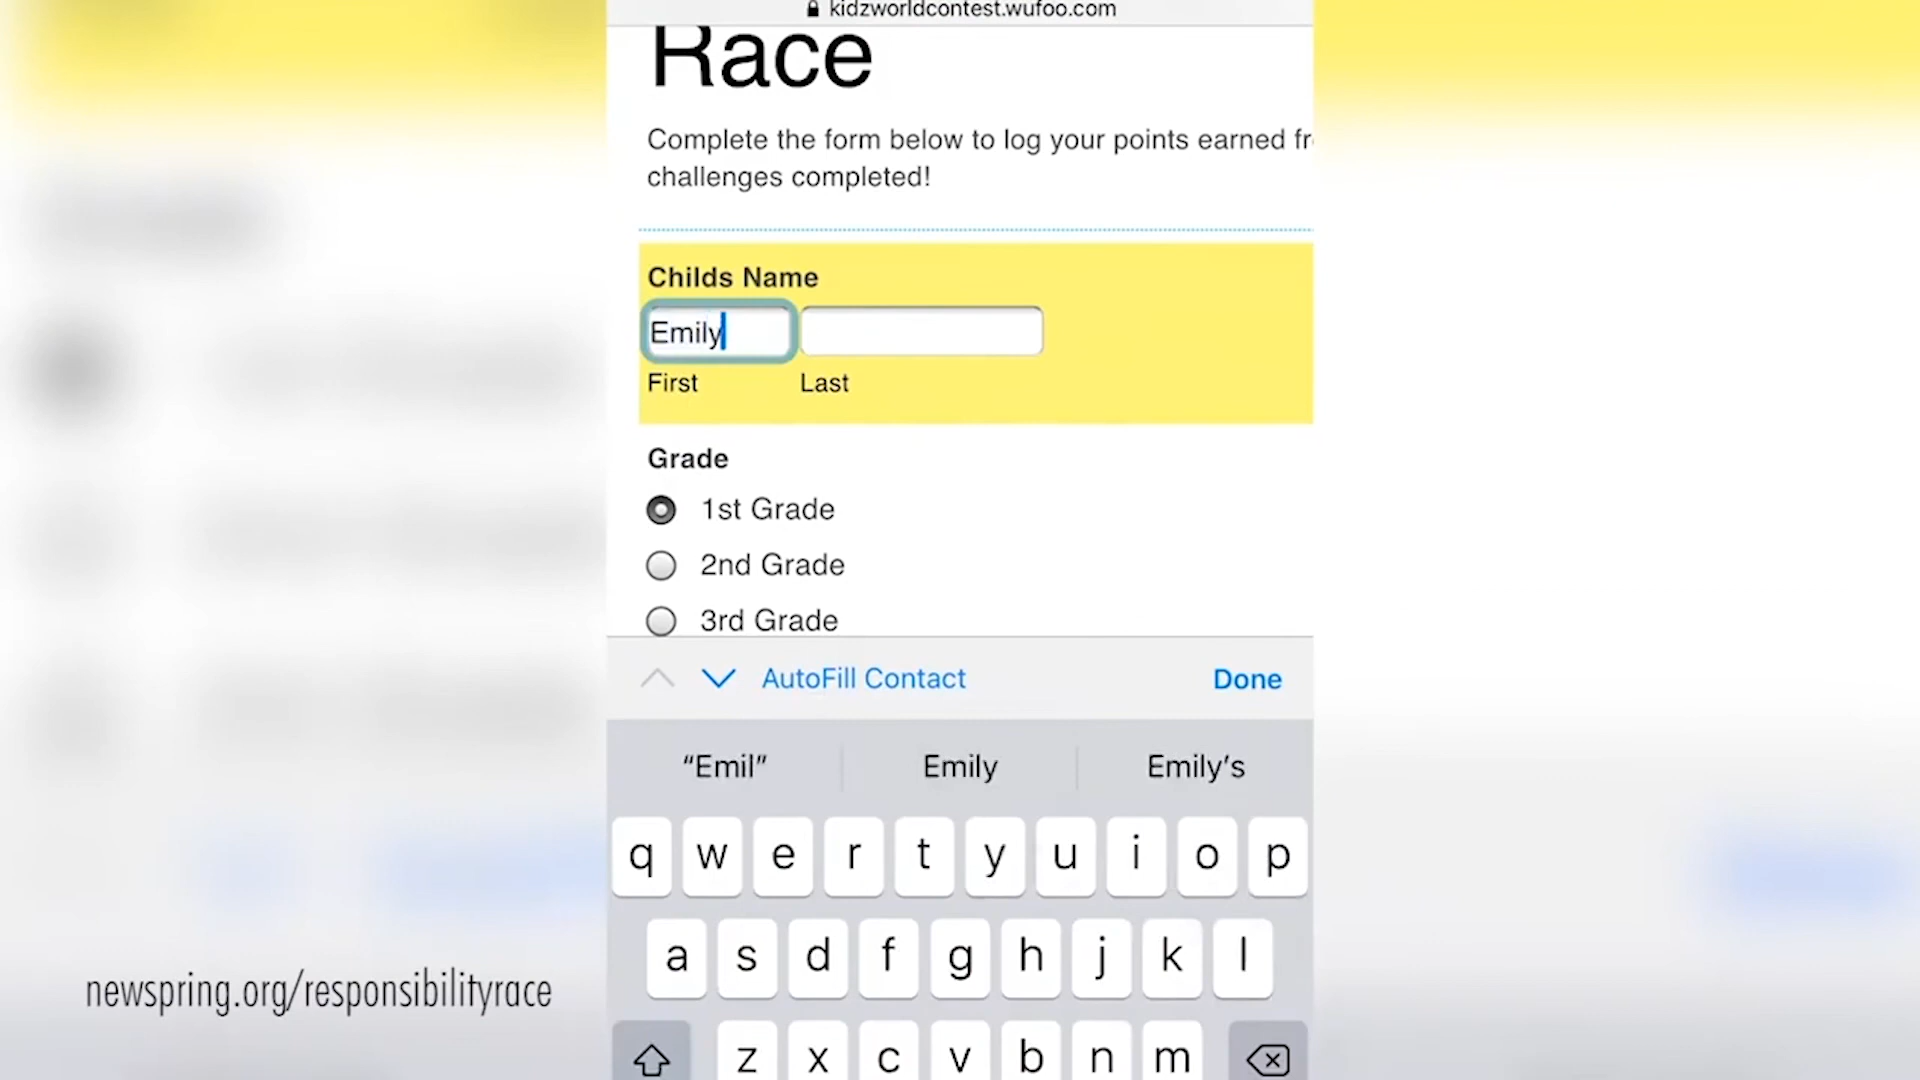 kidzworldcontest.wufoo.com
Race
Complete the form below to log your points earned
challenges completed!
Childs Name
Emily
First Last
Grade
1st Grade
2nd Grade
3rd Grade
AutoFill Contact Done
“Emil” Emily Emily’s
q w e r t y u i o p
a s d f g h j k l
z x c v b n m
newspring.org/responsibilityrace